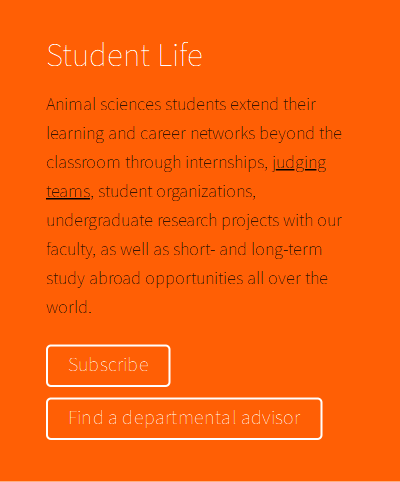 Student Life
Animal sciences students extend their
learning and career networks beyond the
classroom through internships, judging
teams, student organizations,
undergraduate research projects with our
faculty, as well as short- and long-term
study abroad opportunities all over the
world.
Subscribe
Find a departmental advisor